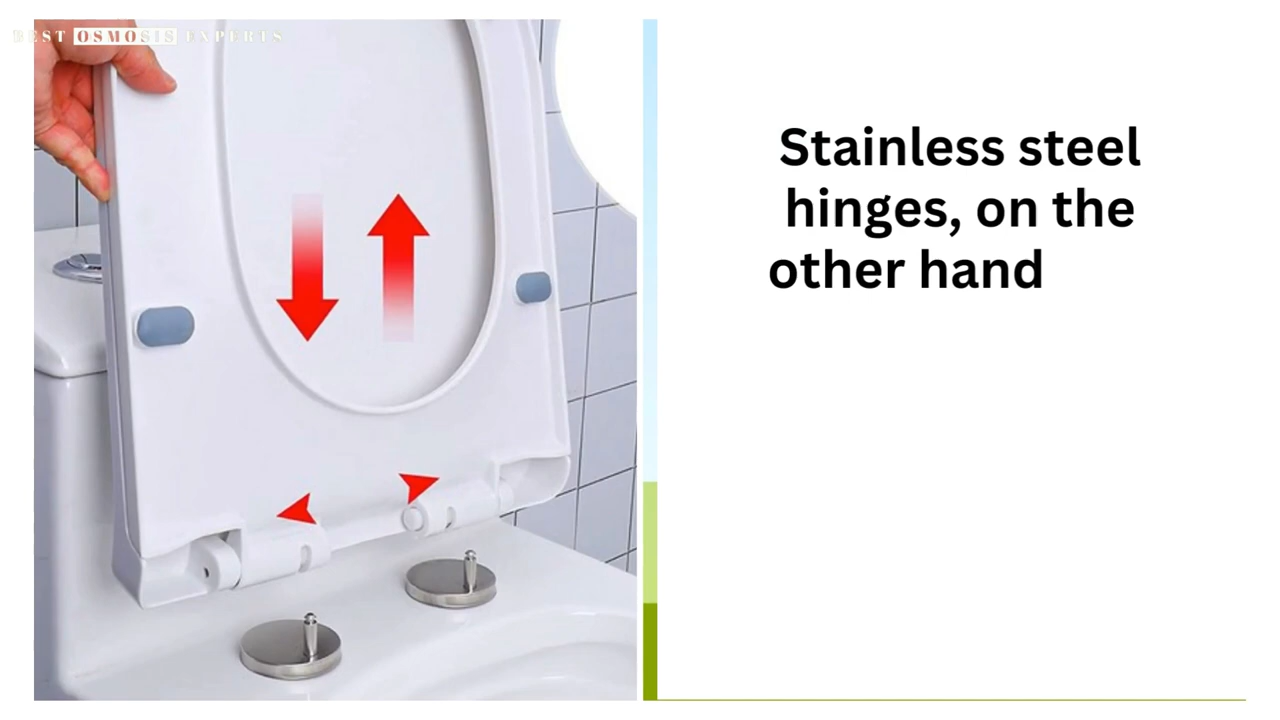 BEST OSMOSIS EXPERTS
Stainless steel
hinges, on the
other hand